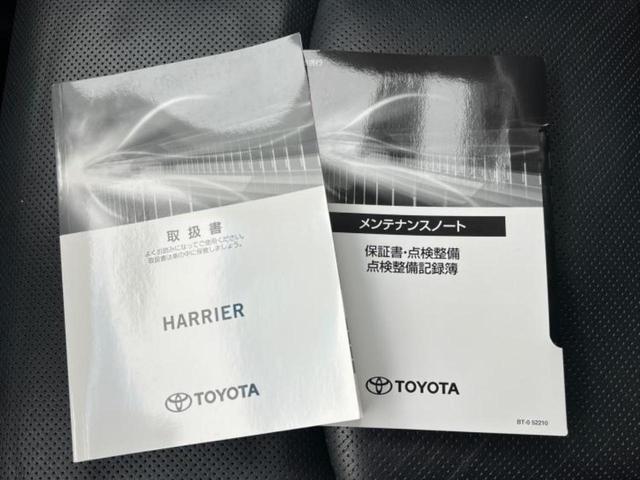 取扱書
よくお読みになってご使用ください。
取扱書は車の中に保管しましょう。
HARRIER
TOYOTA
メンテナンスノート
保証書・点検整備
点検整備記録簿
TOYOTA
BT-0 52210